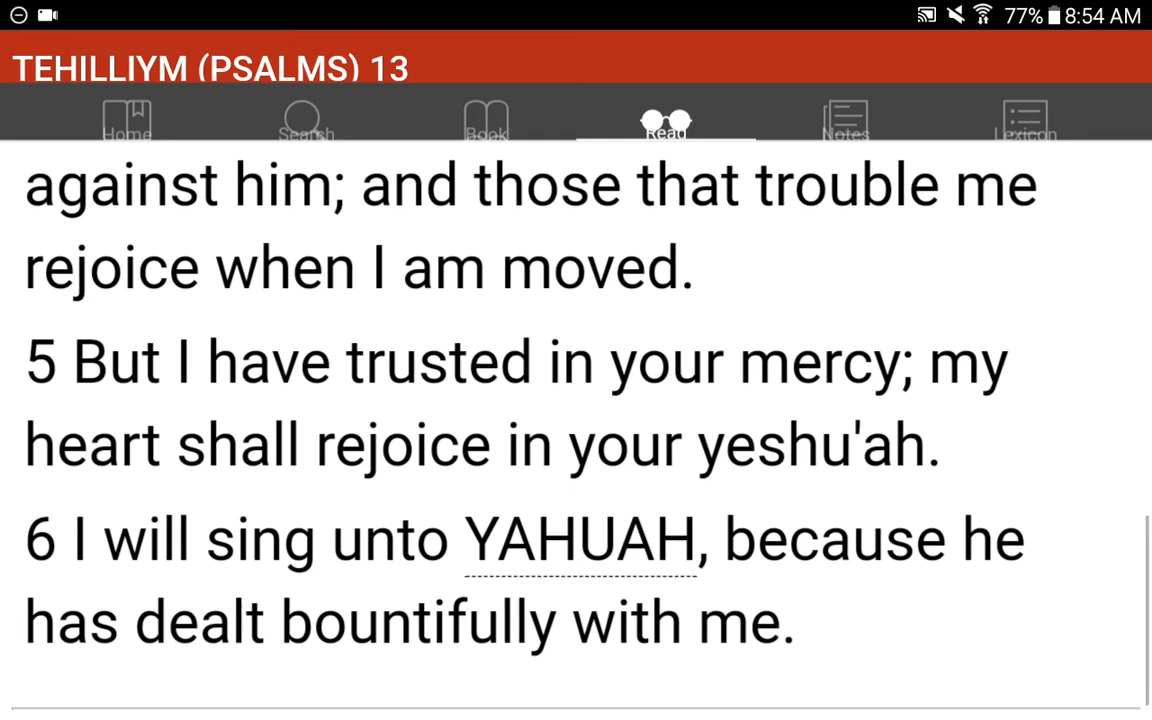 77% 8:54 AM
TEHILLIYM (PSALMS) 13
Home Search Book Read Notes Lexicon
against him; and those that trouble me
rejoice when I am moved.
5 But I have trusted in your mercy; my
heart shall rejoice in your yeshu'ah.
6 I will sing unto YAHUAH, because he
has dealt bountifully with me.